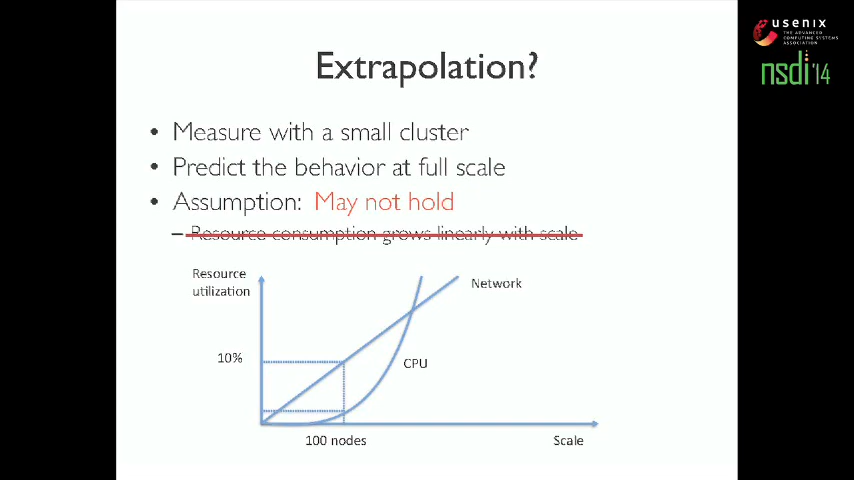 usenix
THE ADVANCED
COMPUTING SYSTEMS
ASSOCIATION
nsdi '14
Extrapolation?
• Measure with a small cluster
• Predict the behavior at full scale
• Assumption: May not hold
– Resource consumption grows linearly with scale
Resource
utilization
Network
10%
CPU
100 nodes
Scale